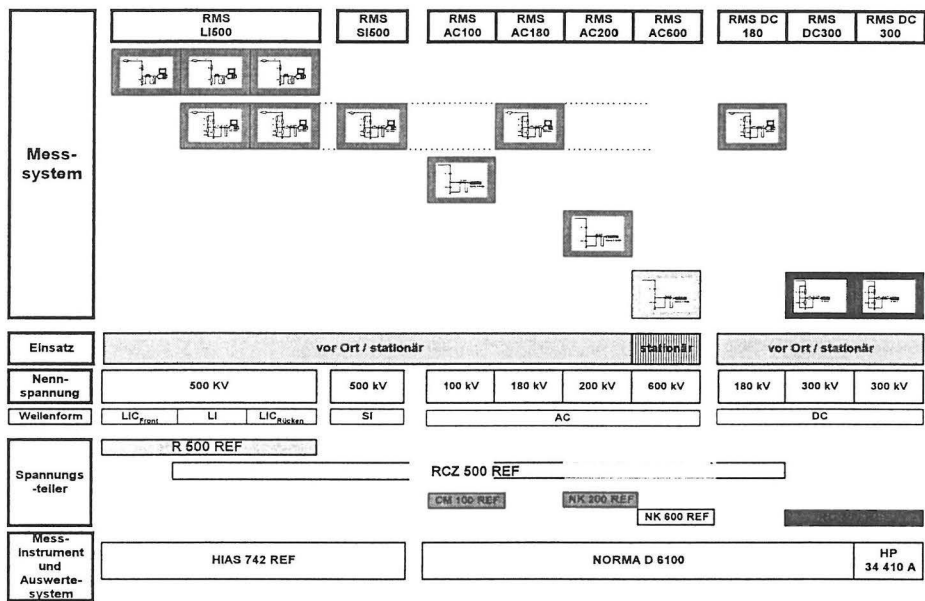 RMS LI500
RMS SI500
RMS AC100
RMS AC180
RMS AC200
RMS AC600
RMS DC 180
RMS DC300
RMS DC 300
Mess-
system
Einsatz
vor Ort / stationär
stationär
vor Ort / stationär
Nenn-
spannung
500 KV
500 kV
100 kV
180 kV
200 kV
600 kV
180 kV
300 kV
300 kV
Wellenform
LIC Front
LI
LIC Rücken
SI
AC
DC
Spannungs
-teiler
R 500 REF
RCZ 500 REF
CM 100 REF
NK 200 REF
NK 600 REF
Mess-
instrument
und
Auswerte-
system
HIAS 742 REF
NORMA D 6100
HP
34 410 A